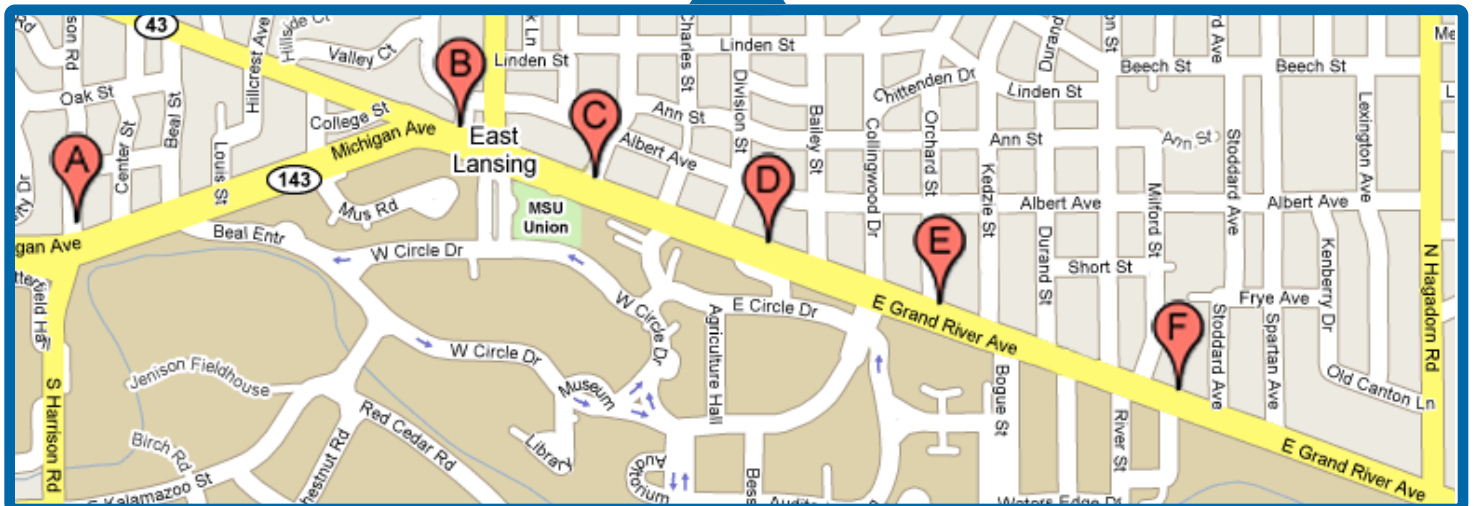 43
Hillside Ct
Valley Ct
Linden St
Charles St
Linden St
Durand
Beech St
Beech St
Oak St
Hillcrest Ave
B
Chittenden Dr
Linden St
Center St
Beal St
College St
Michigan Ave
East
Lansing
C
Ann St
Albert Ave
Division St
Bailey St
Collingwood Dr
Orchard St
Ann St
Ann St
Stoddard Ave
Lexington Ave
A
Louis St
143
Mus Rd
MSU
Union
D
Kedzie St
Albert Ave
Milford St
Albert Ave
gan Ave
Beal Entr
W Circle Dr
E
Durand St
Short St
Kenberry Dr
N Hagadorn Rd
W Circle Dr
Agriculture Hall
E Circle Dr
E Grand River Ave
F
Frye Ave
Stoddard Ave
Spartan Ave
W Circle Dr
Jenison Fieldhouse
Museum
Bogue St
Old Canton Ln
S Harrison Rd
Red Cedar Rd
Birch Rd
Library
River St
E Grand River Ave
Kalamazoo St
hestnut Rd
Bess